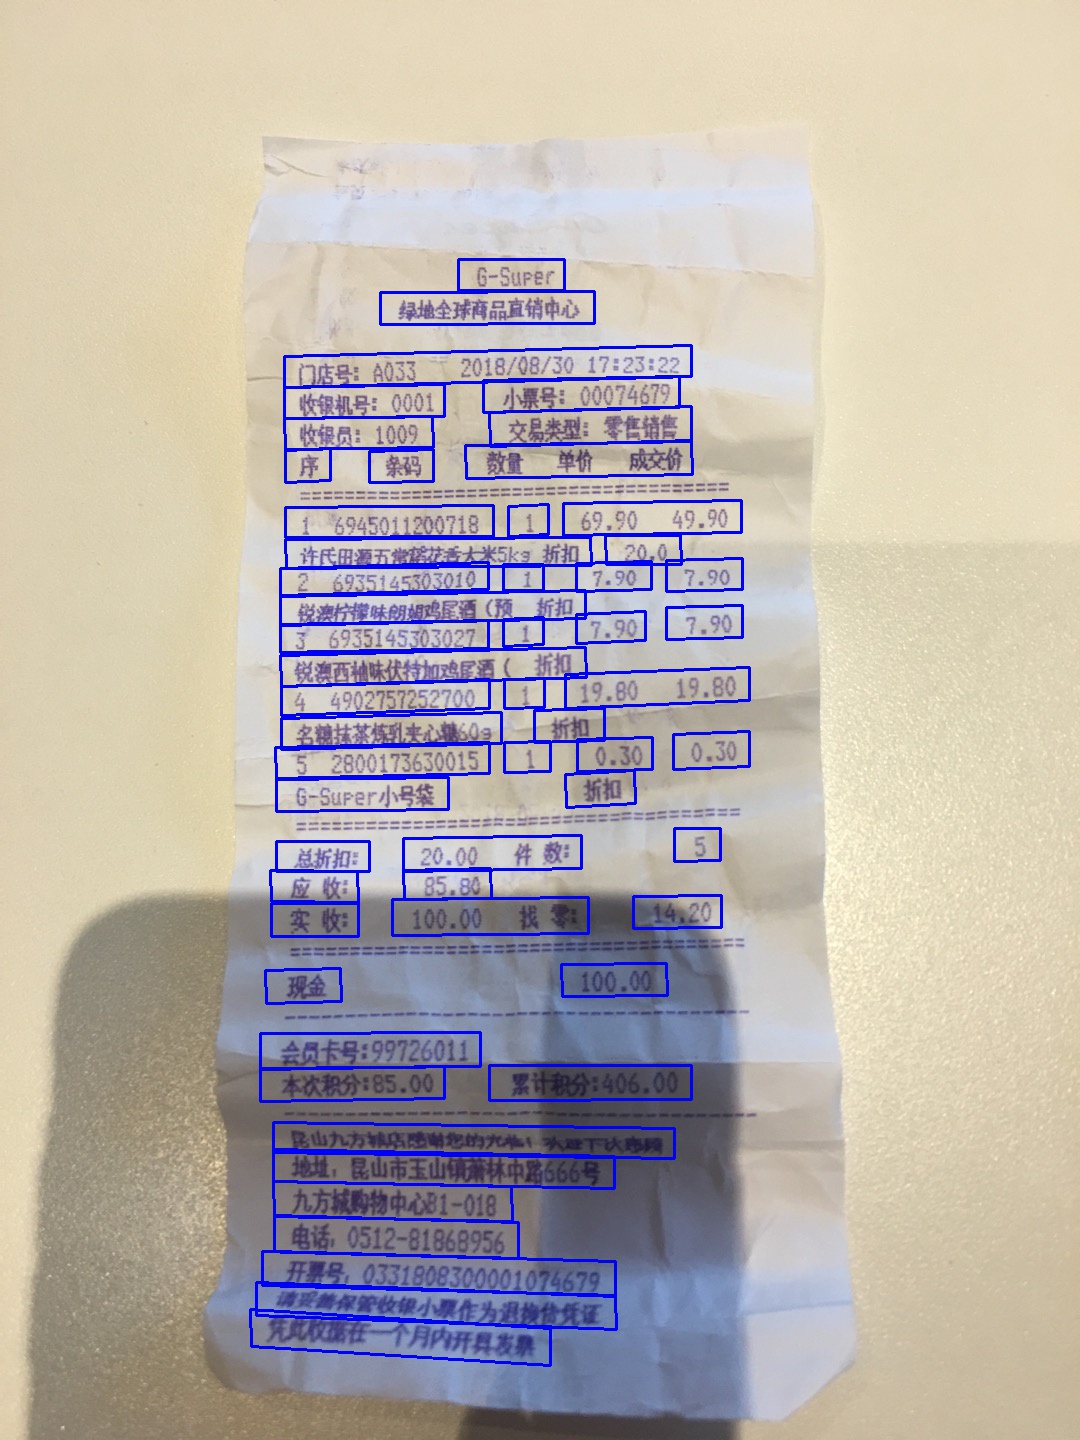 G-Super
绿地全球商品直销中心
门店号: A033 2018/08/30 17:23:22
收银机号: 0001 小票号: 00074679
收银员: 1009 交易类型: 零售销售
序 条码 数量 单价 成交价
1 6945011200718 1 69.90 49.90
许氏田源五常稻花香大米5kg 折扣 20.0
2 6935145303010 1 7.90 7.90
锐澳柠檬味朗姆鸡尾酒(预 折扣
3 6935145303027 1 7.90 7.90
锐澳西柚味伏特加鸡尾酒( 折扣
4 4902757252700 1 19.80 19.80
名糖抹茶炼乳夹心糖60g 折扣
5 2800173630015 1 0.30 0.30
G-Super小号袋 折扣
总折扣: 20.00 件 数: 5
应 收: 85.80
实 收: 100.00 找 零: 14.20
现金 100.00
会员卡号:99726011
本次积分:85.00 累计积分:406.00
昆山九方城店感谢您的光临! 欢迎下次惠顾
地址: 昆山市玉山镇萧林中路666号
九方城购物中心B1-018
电话: 0512-81868956
开票号: 0331808300001074679
请妥善保管收银小票作为退换货凭证
凭此收据在一个月内开具发票